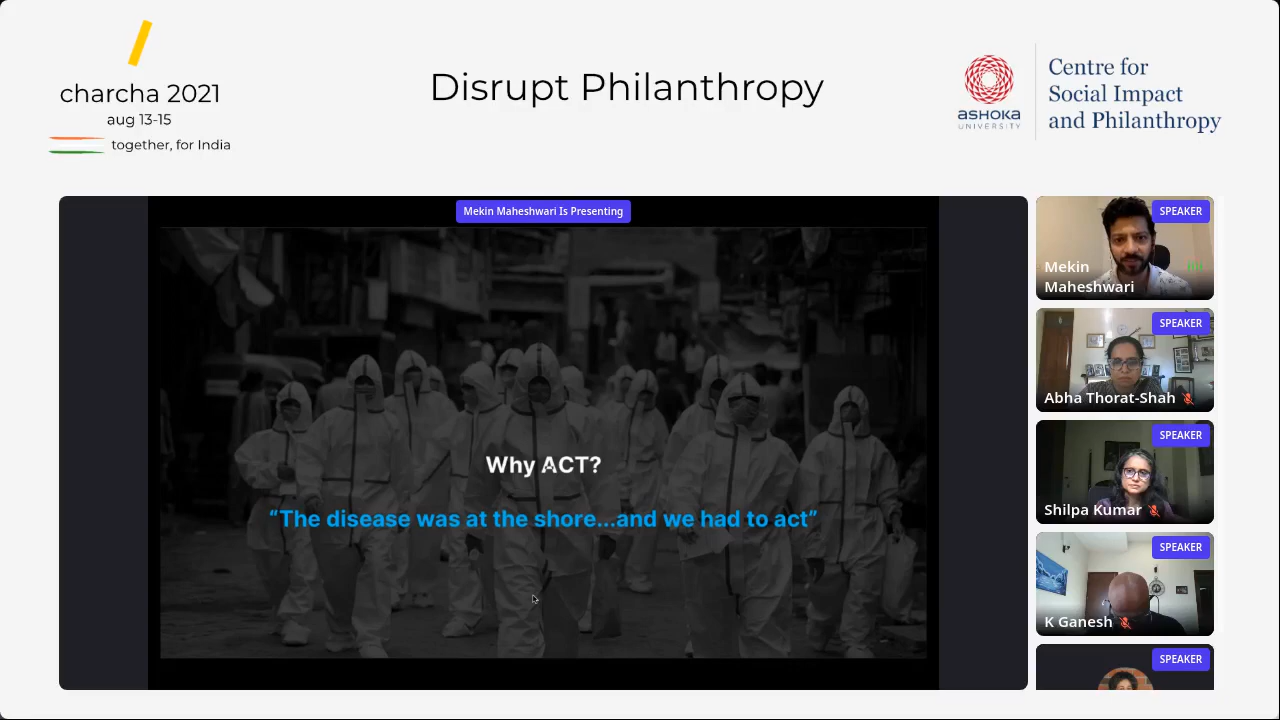 charcha 2021
aug 13-15
together, for India
Disrupt Philanthropy
ASHOKA
UNIVERSITY
Centre for
Social Impact
and Philanthropy
Mekin Maheshwari Is Presenting
Why ACT?
“The disease was at the shore...and we had to act”
SPEAKER
Mekin
Maheshwari
SPEAKER
Abha Thorat-Shah
SPEAKER
Shilpa Kumar
SPEAKER
K Ganesh
SPEAKER